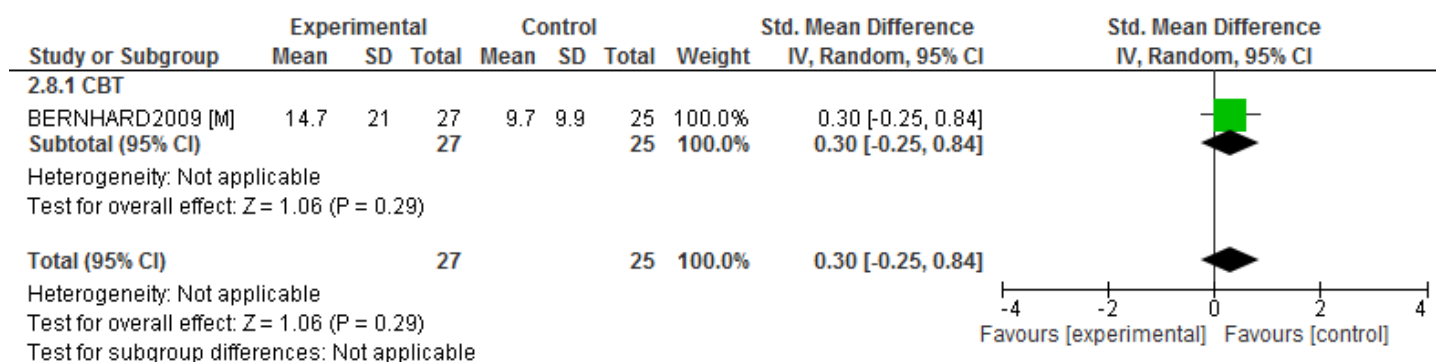 Experimental Control Std. Mean Difference Std. Mean Difference
Study or Subgroup Mean SD Total Mean SD Total Weight IV, Random, 95% CI IV, Random, 95% CI
2.8.1 CBT
BERNHARD2009 [M] 14.7 21 27 9.7 9.9 25 100.0% 0.30 [-0.25, 0.84]
Subtotal (95% CI) 27 25 100.0% 0.30 [-0.25, 0.84]
Heterogeneity: Not applicable
Test for overall effect: Z = 1.06 (P = 0.29)
Total (95% CI) 27 25 100.0% 0.30 [-0.25, 0.84]
Heterogeneity: Not applicable
Test for overall effect: Z = 1.06 (P = 0.29)
Test for subgroup differences: Not applicable
-4 -2 0 2 4
Favours [experimental] Favours [control]